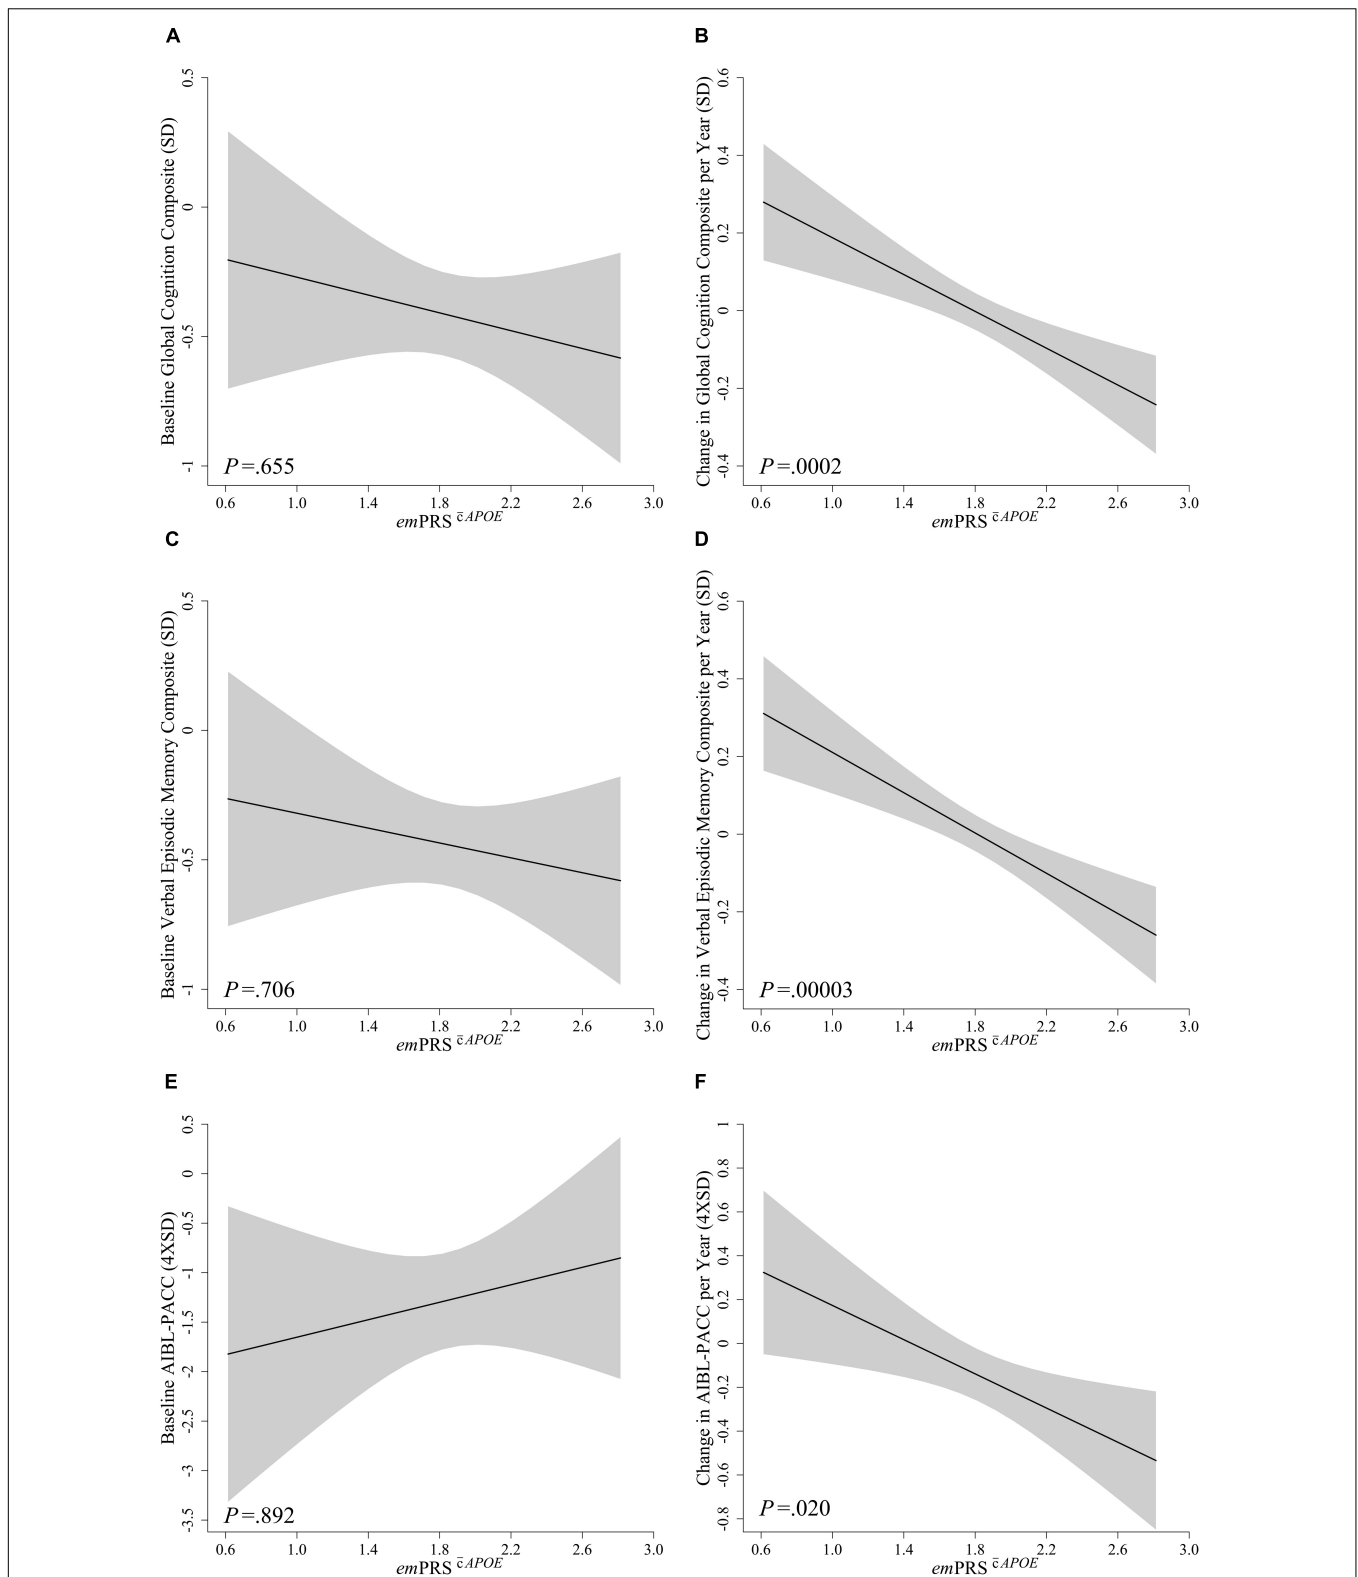 A
B
Baseline Global Cognition Composite (SD)
0.5
0
-0.5
-1
P=.655
0.6 1.0 1.4 1.8 2.2 2.6 3.0
emPRS c̄APOE
Change in Global Cognition Composite per Year (SD)
0.6
0.4
0.2
0
-0.2
-0.4
P=.0002
0.6 1.0 1.4 1.8 2.2 2.6 3.0
emPRS c̄APOE
C
D
Baseline Verbal Episodic Memory Composite (SD)
0.5
0
-0.5
-1
P=.706
0.6 1.0 1.4 1.8 2.2 2.6 3.0
emPRS c̄APOE
Change in Verbal Episodic Memory Composite per Year (SD)
0.6
0.4
0.2
0
-0.2
-0.4
P=.00003
0.6 1.0 1.4 1.8 2.2 2.6 3.0
emPRS c̄APOE
E
F
Baseline AIBL-PACC (4XSD)
0.5
0
-0.5
-1
-1.5
-2
-2.5
-3
-3.5
P=.892
0.6 1.0 1.4 1.8 2.2 2.6 3.0
emPRS c̄APOE
Change in AIBL-PACC per Year (4XSD)
1
0.8
0.6
0.4
0.2
0
-0.2
-0.4
-0.6
-0.8
P=.020
0.6 1.0 1.4 1.8 2.2 2.6 3.0
emPRS c̄APOE